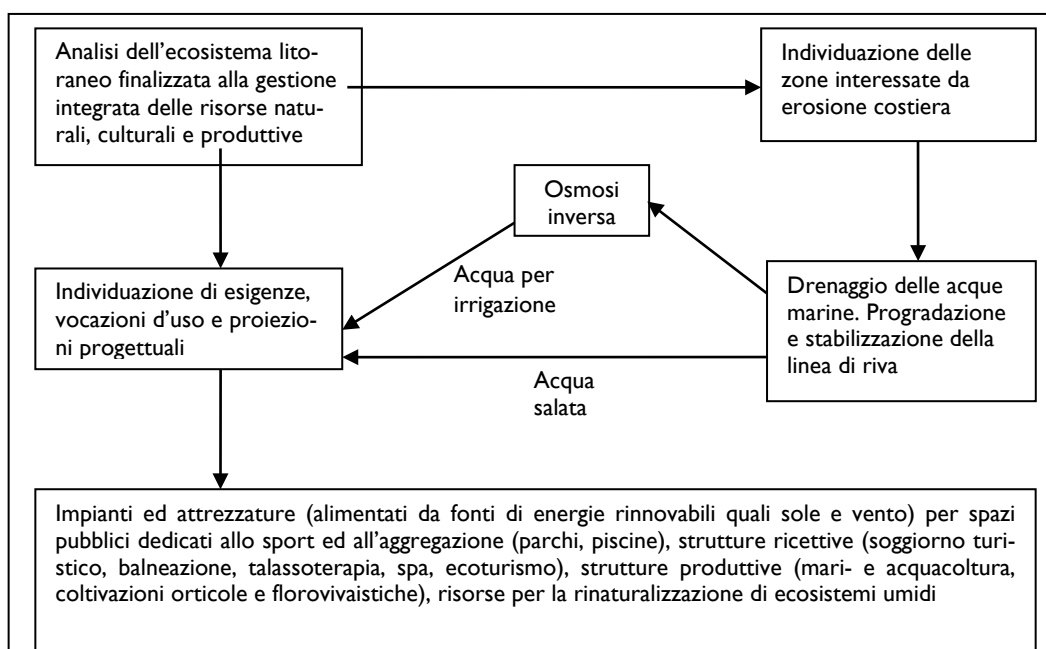 Analisi dell'ecosistema lito-
raneo finalizzata alla gestione
integrata delle risorse natu-
rali, culturali e produttive
Individuazione delle
zone interessate da
erosione costiera
Osmosi
inversa
Acqua per
irrigazione
Individuazione di esigenze,
vocazioni d'uso e proiezio-
ni progettuali
Drenaggio delle acque
marine. Progradazione
e stabilizzazione della
linea di riva
Acqua
salata
Impianti ed attrezzature (alimentati da fonti di energie rinnovabili quali sole e vento) per spazi
pubblici dedicati allo sport ed all'aggregazione (parchi, piscine), strutture ricettive (soggiorno turi-
stico, balneazione, talassoterapia, spa, ecoturismo), strutture produttive (mari- e acquacoltura,
coltivazioni orticole e florovivaistiche), risorse per la rinaturalizzazione di ecosistemi umidi